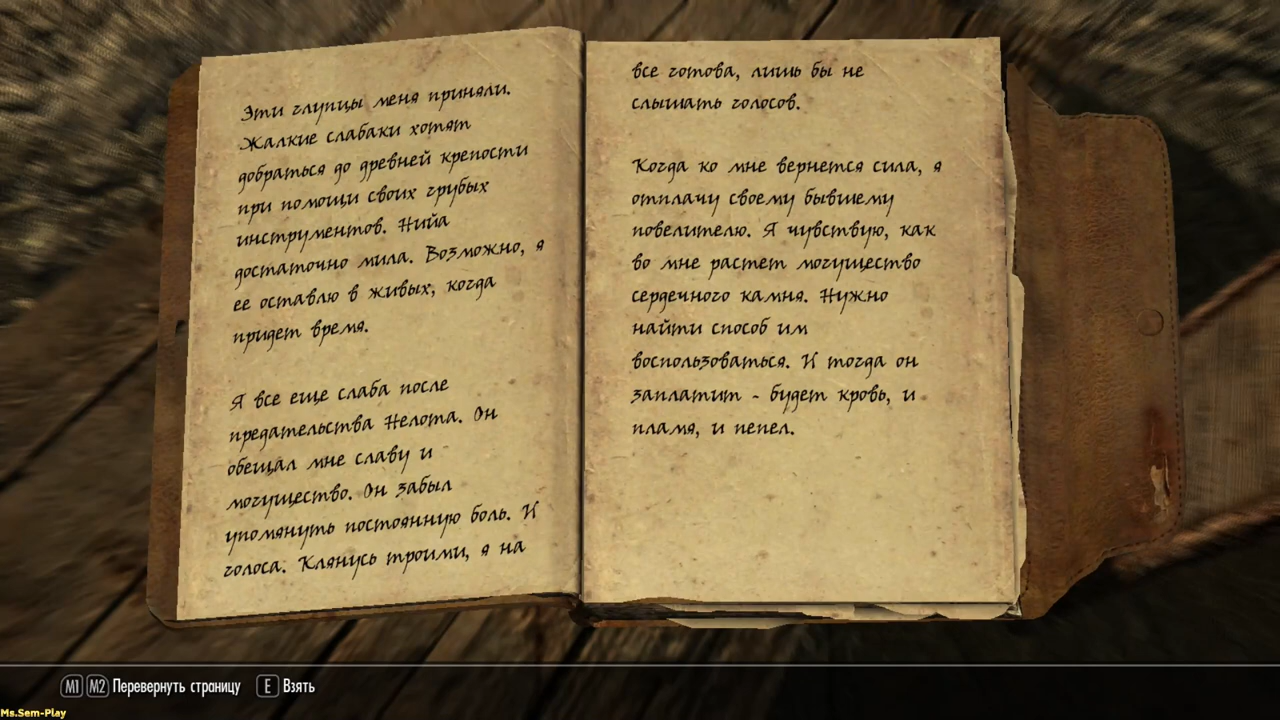 Эти глупцы меня приняли.
Жалкие слабаки хотят
добраться до древней крепости
при помощи своих грубых
инструментов. Нийа
достаточно мила. Возможно, я
ее оставлю в живых, когда
придет время.
Я все еще слаба после
предательства Нелота. Он
обещал мне славу и
могущество. Он забыл
упомянуть постоянную боль. И
голоса. Клянусь троими, я на
все готова, лишь бы не
слышать голосов.
Когда ко мне вернется сила, я
отплачу своему бывшему
повелителю. Я чувствую, как
во мне растет могущество
сердечного камня. Нужно
найти способ им
воспользоваться. И тогда он
заплатит - будет кровь, и
пламя, и пепел.
M1 M2 Перевернуть страницу E Взять
Ms.Sem-Play